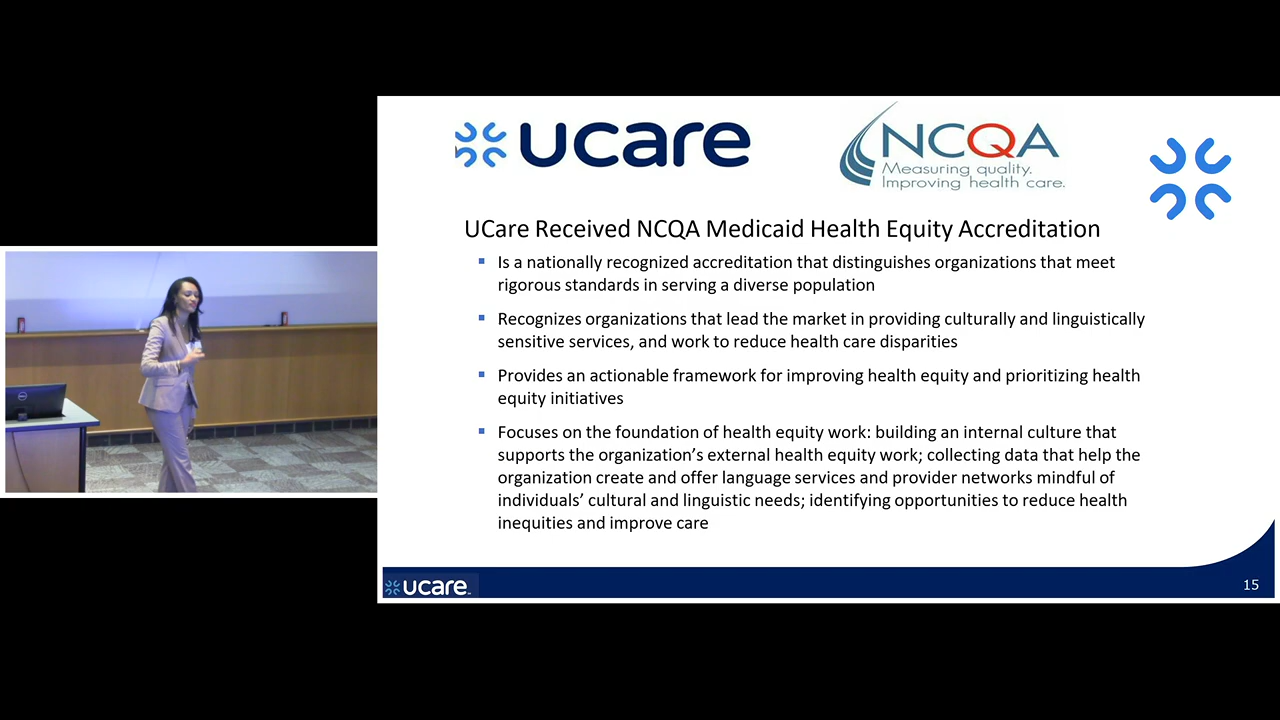 ucare
NCQA
Measuring quality.
Improving health care.
UCare Received NCQA Medicaid Health Equity Accreditation
Is a nationally recognized accreditation that distinguishes organizations that meet
rigorous standards in serving a diverse population
Recognizes organizations that lead the market in providing culturally and linguistically
sensitive services, and work to reduce health care disparities
Provides an actionable framework for improving health equity and prioritizing health
equity initiatives
Focuses on the foundation of health equity work: building an internal culture that
supports the organization’s external health equity work; collecting data that help the
organization create and offer language services and provider networks mindful of
individuals’ cultural and linguistic needs; identifying opportunities to reduce health
inequities and improve care
ucare
15
DELL